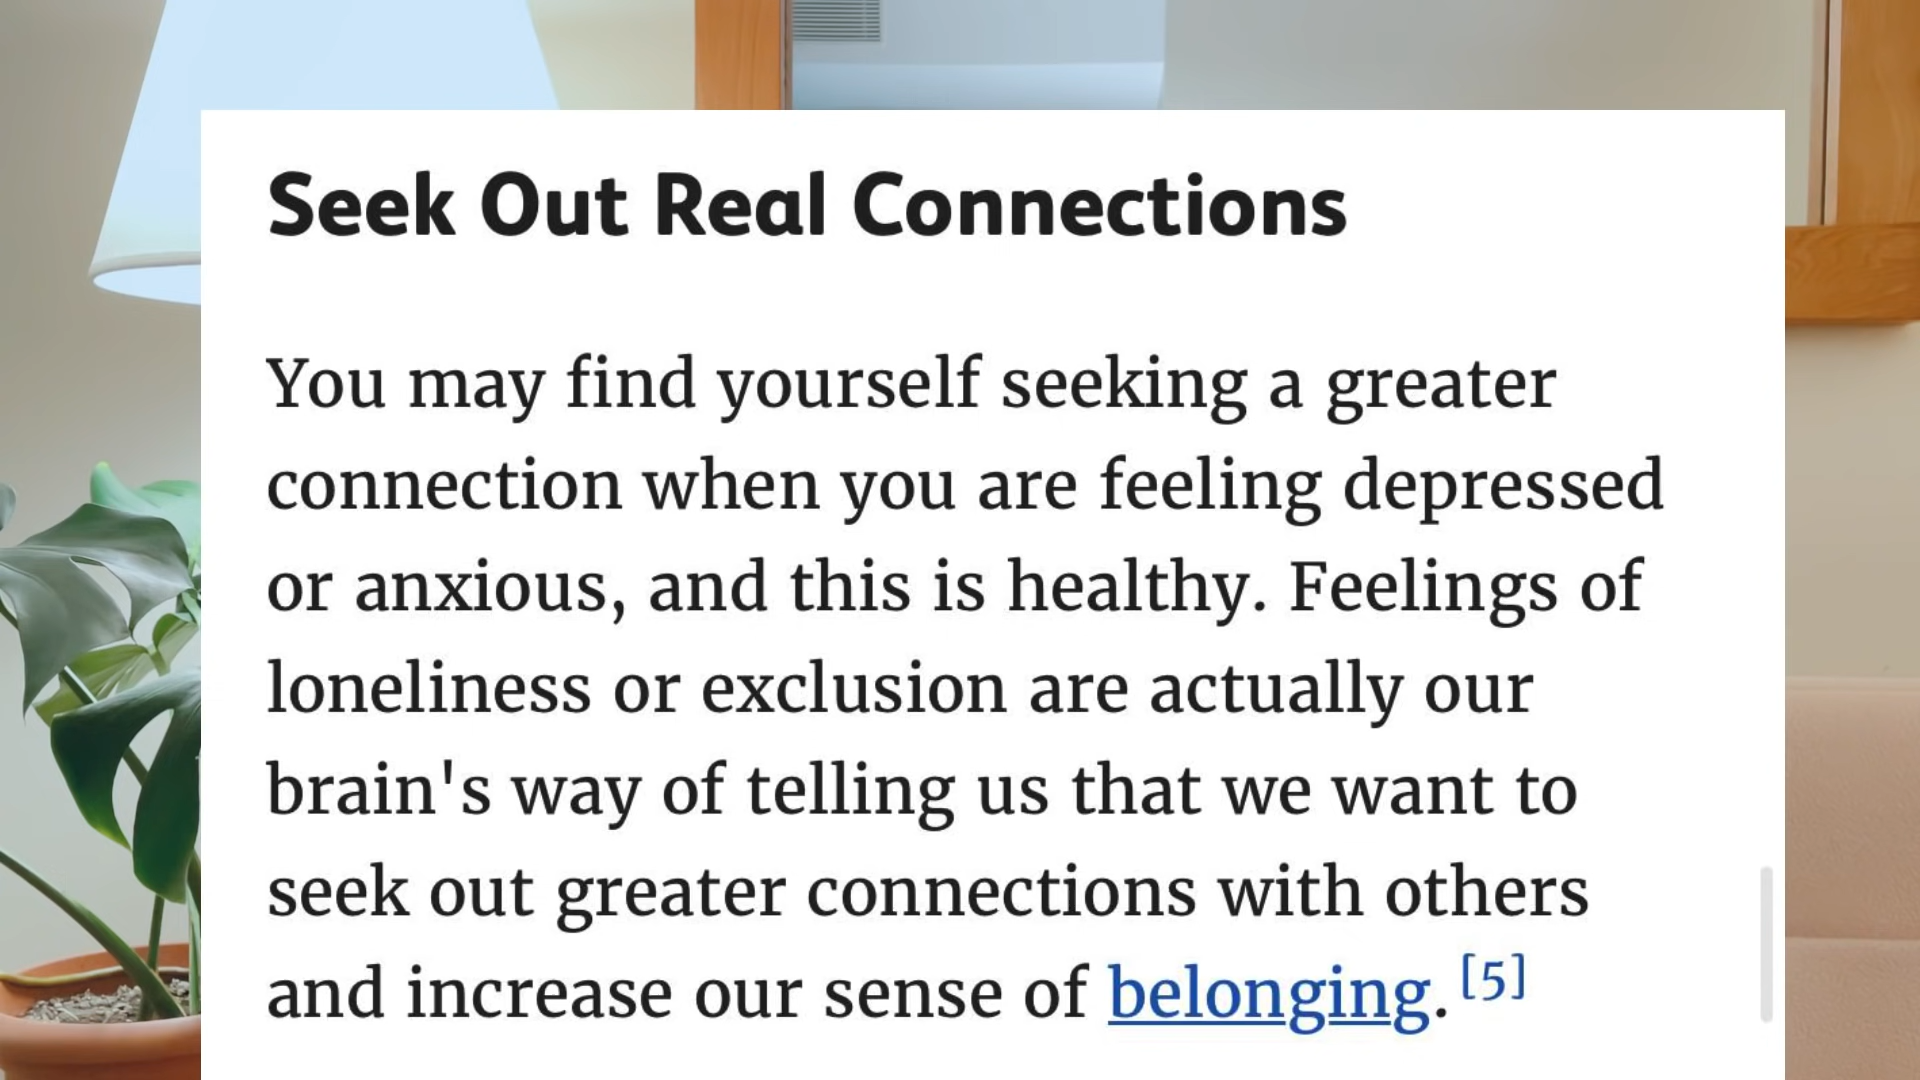 Seek Out Real Connections
You may find yourself seeking a greater
connection when you are feeling depressed
or anxious, and this is healthy. Feelings of
loneliness or exclusion are actually our
brain's way of telling us that we want to
seek out greater connections with others
and increase our sense of belonging. [5]